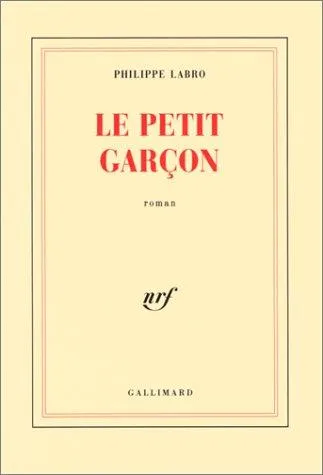 PHILIPPE LABRO
LE PETIT
GARÇON
roman
nrf
GALLIMARD